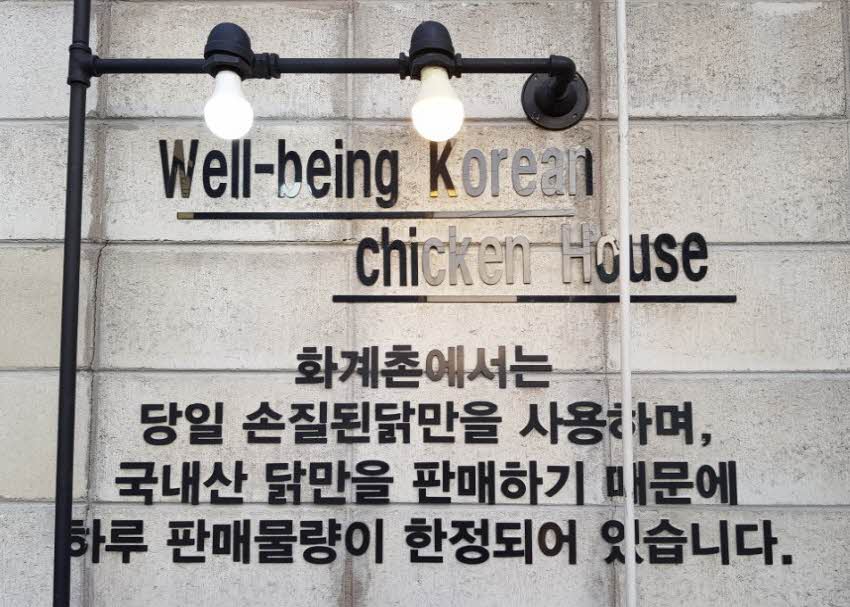 Well-being Korean
chicken House
화계촌에서는
당일 손질된닭만을 사용하며,
국내산 닭만을 판매하기 때문에
하루 판매물량이 한정되어 있습니다.